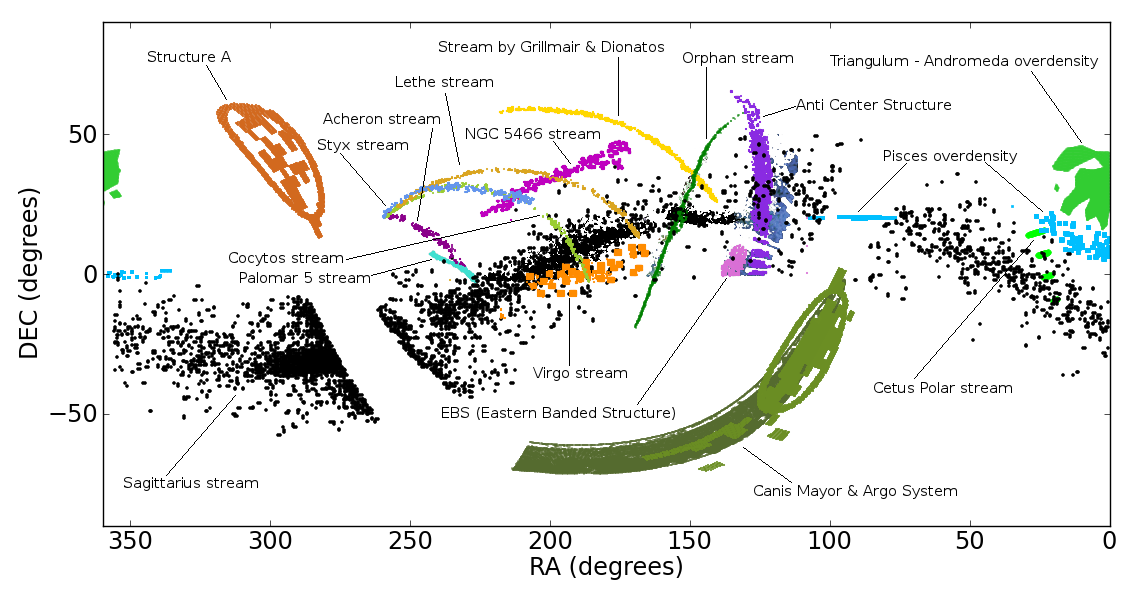 Stream by Grillmair & Dionatos
Structure A
Orphan stream
Triangulum - Andromeda overdensity
Lethe stream
Anti Center Structure
Acheron stream
NGC 5466 stream
Styx stream
Pisces overdensity
Cocytos stream
Palomar 5 stream
Virgo stream
Cetus Polar stream
EBS (Eastern Banded Structure)
Sagittarius stream
Canis Mayor & Argo System
50
0
−50
DEC (degrees)
350 300 250 200 150 100 50 0
RA (degrees)